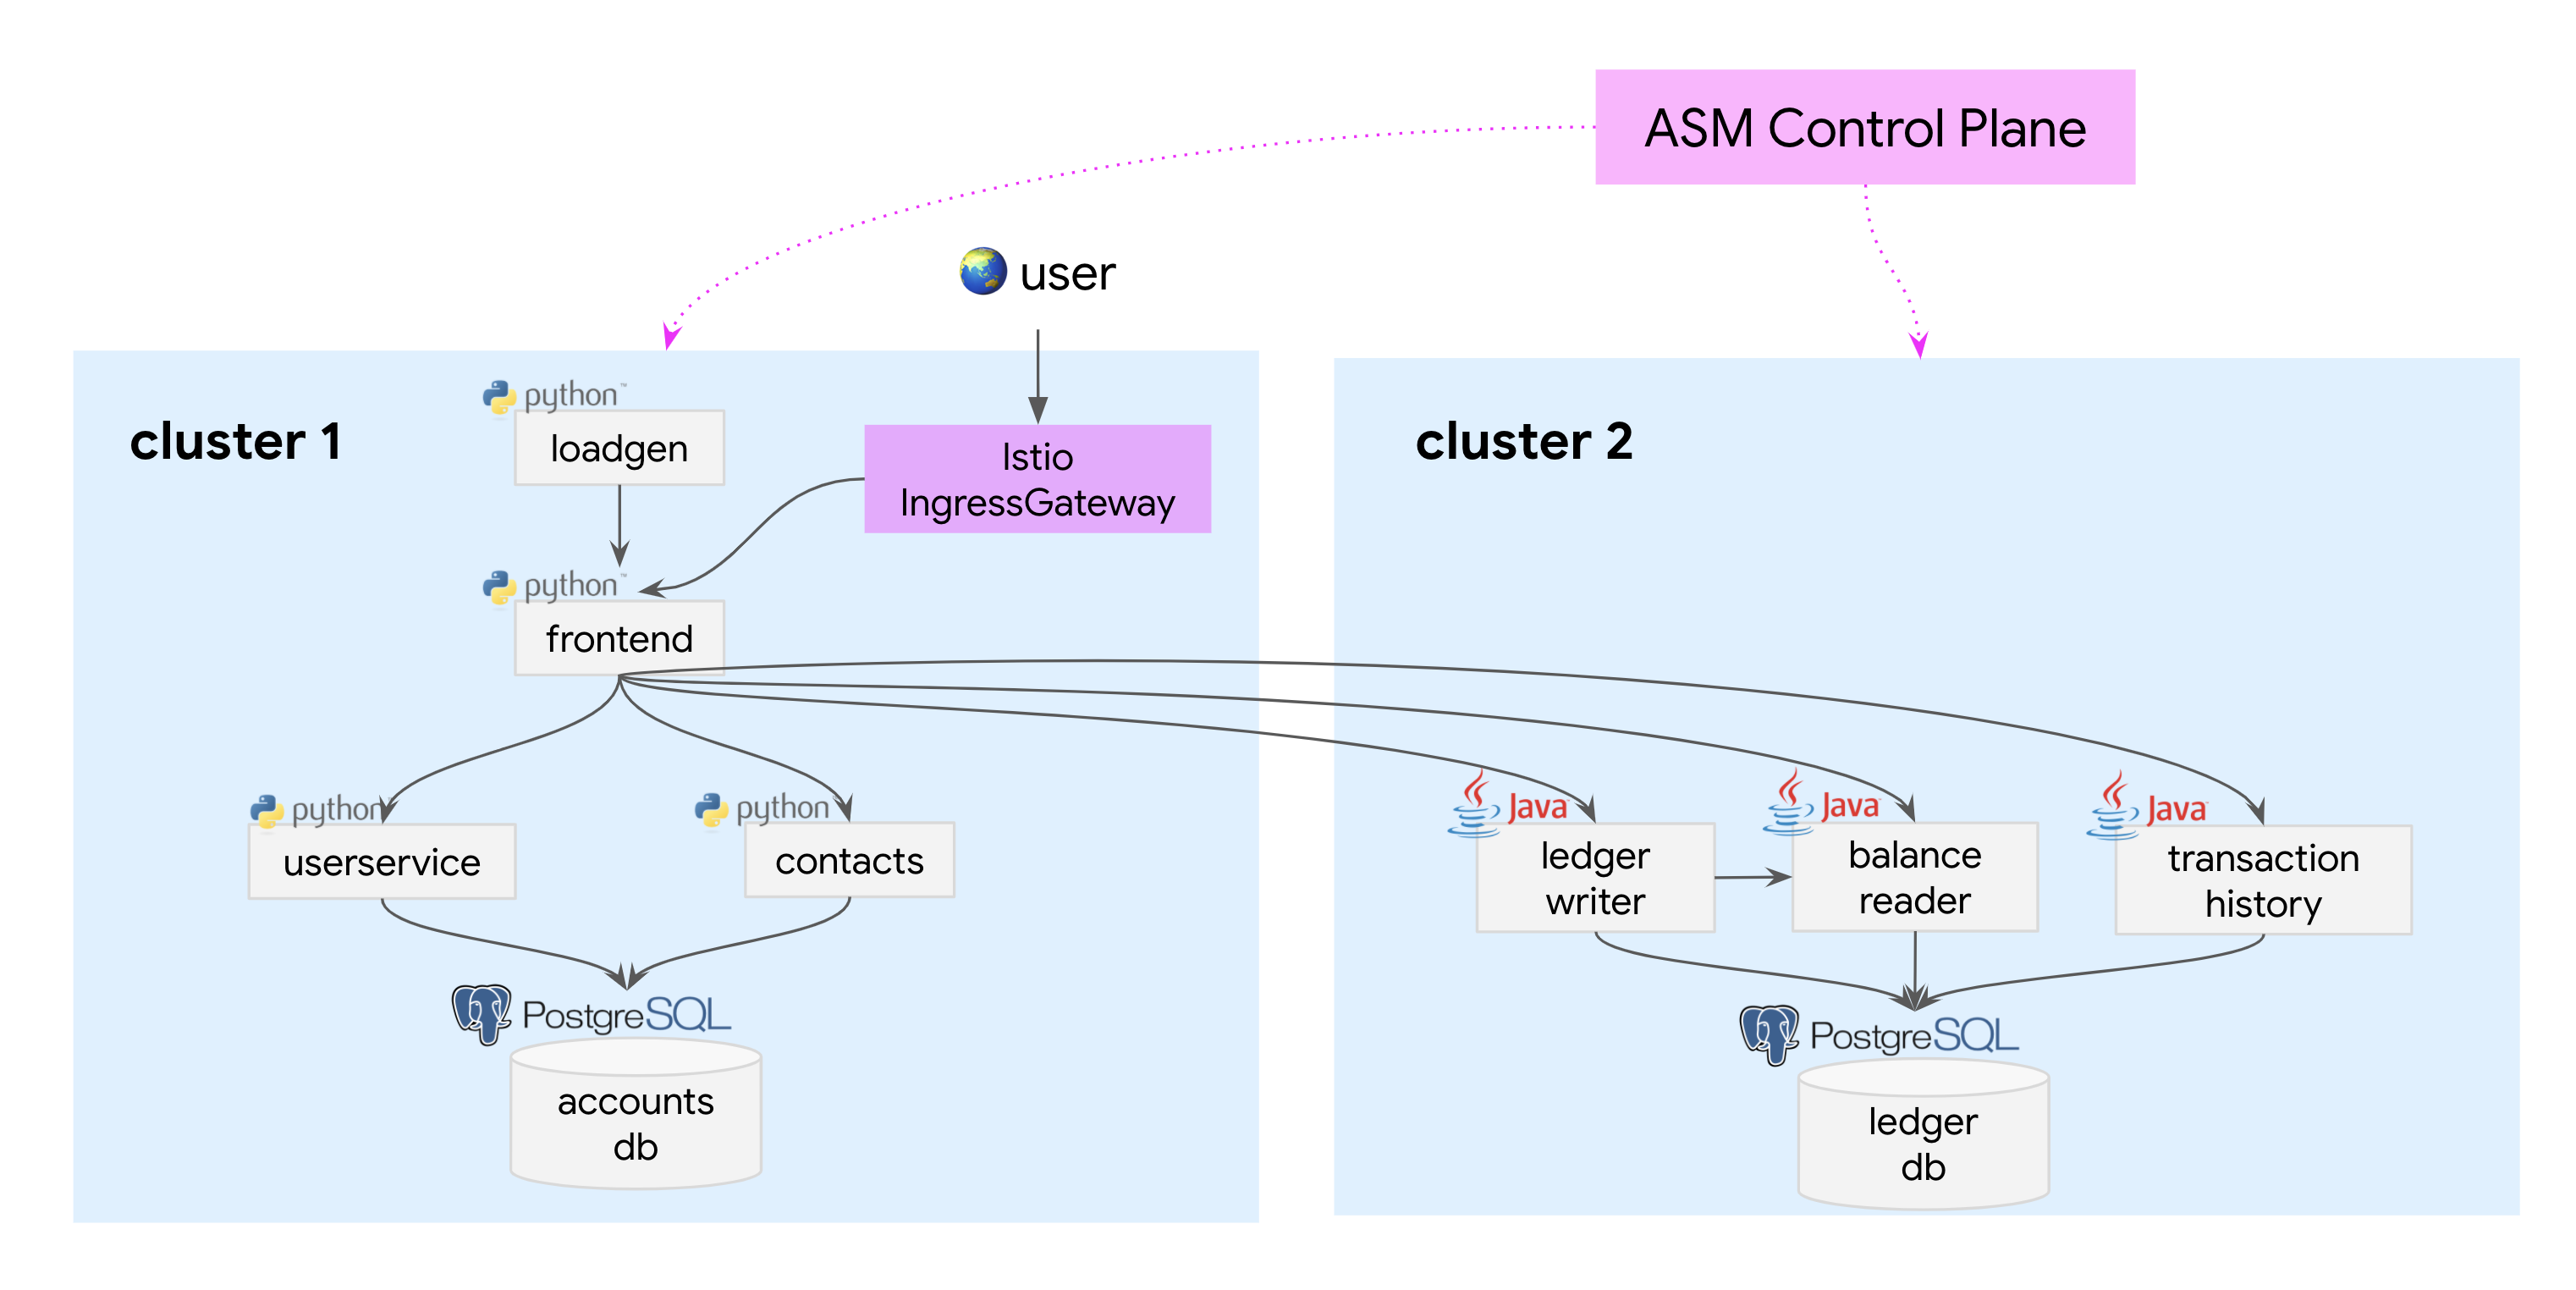 ASM Control Plane
user
cluster 1
python™
loadgen
Istio
IngressGateway
python™
frontend
python
userservice
python
contacts
PostgreSQL
accounts
db
cluster 2
Java
ledger
writer
Java
balance
reader
Java
transaction
history
PostgreSQL
ledger
db